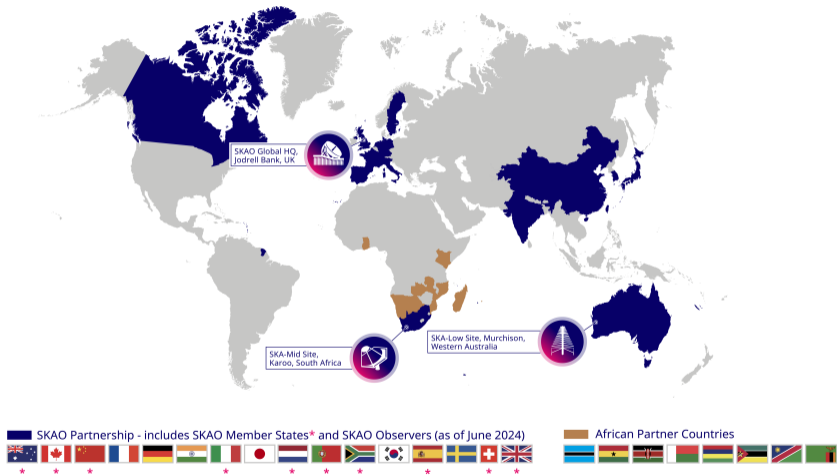 SKAO Global HQ,
Jodrell Bank, UK
SKA-Mid Site,
Karoo, South Africa
SKA-Low Site, Murchison,
Western Australia
SKAO Partnership - includes SKAO Member States* and SKAO Observers (as of June 2024)
African Partner Countries
* * * * * * * * * *